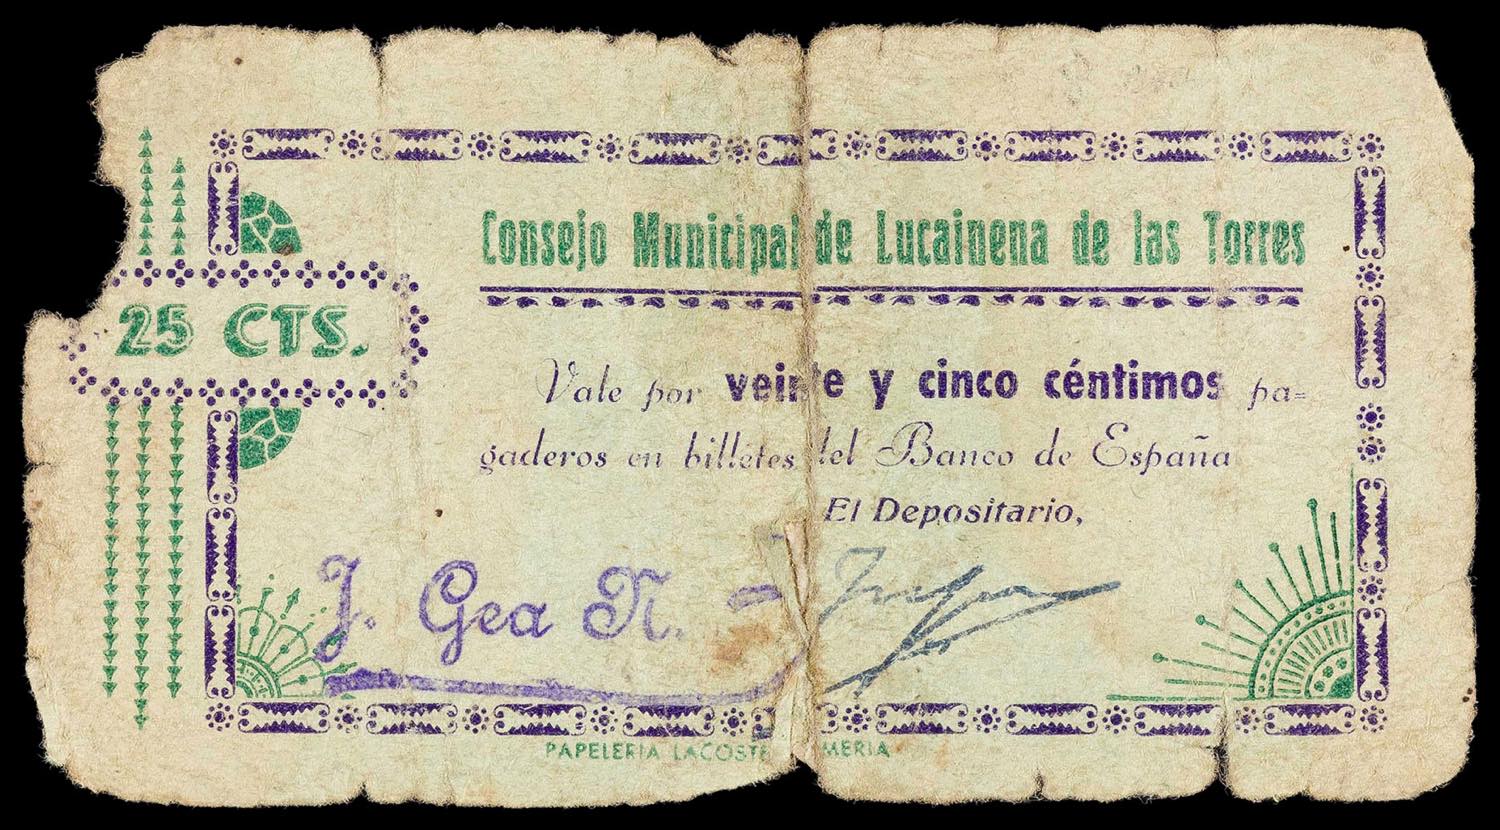 Consejo Municipal de Lucainena de las Torres
25 CTS.
Vale por veinte y cinco céntimos pa=
gaderos en billetes del Banco de España
El Depositario,
J. Gea
PAPELERIA LACOSTE